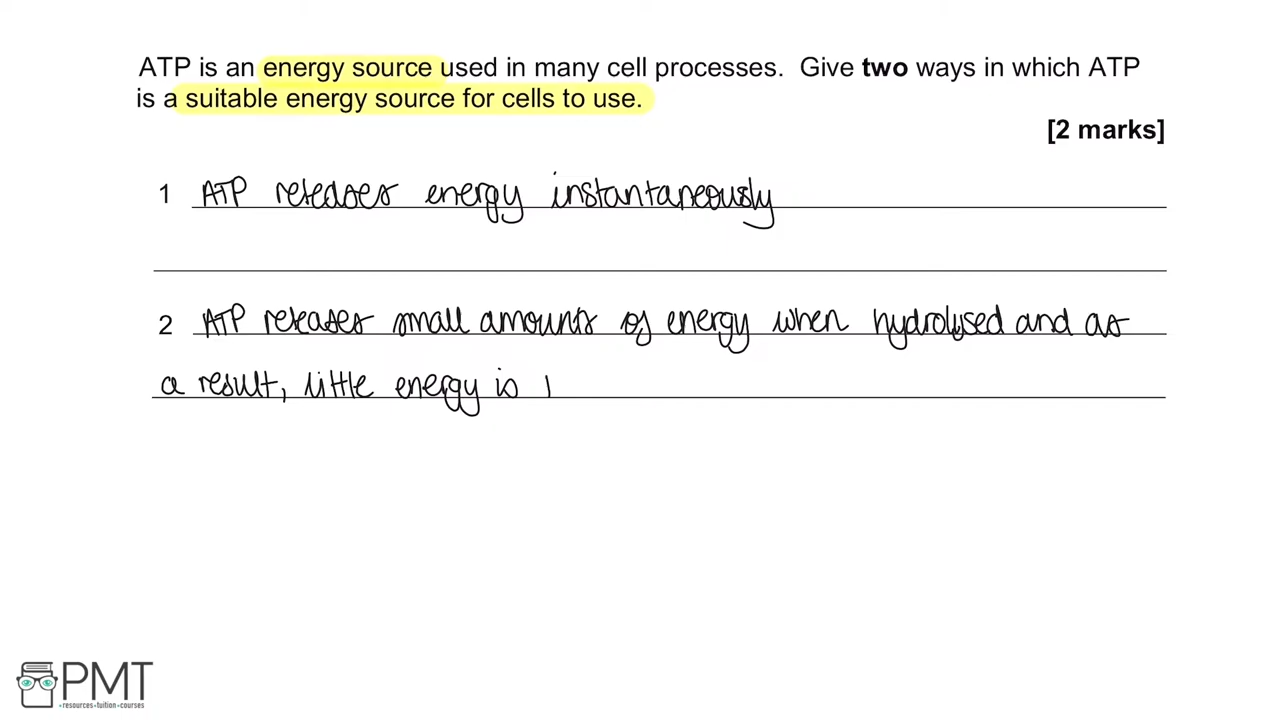 ATP is an energy source used in many cell processes. Give two ways in which ATP
is a suitable energy source for cells to use.
[2 marks]
1 ATP releases energy instantaneously
2 ATP releases small amounts of energy when hydrolysed and as
a result, little energy is l
PMT
resources•tuition•courses